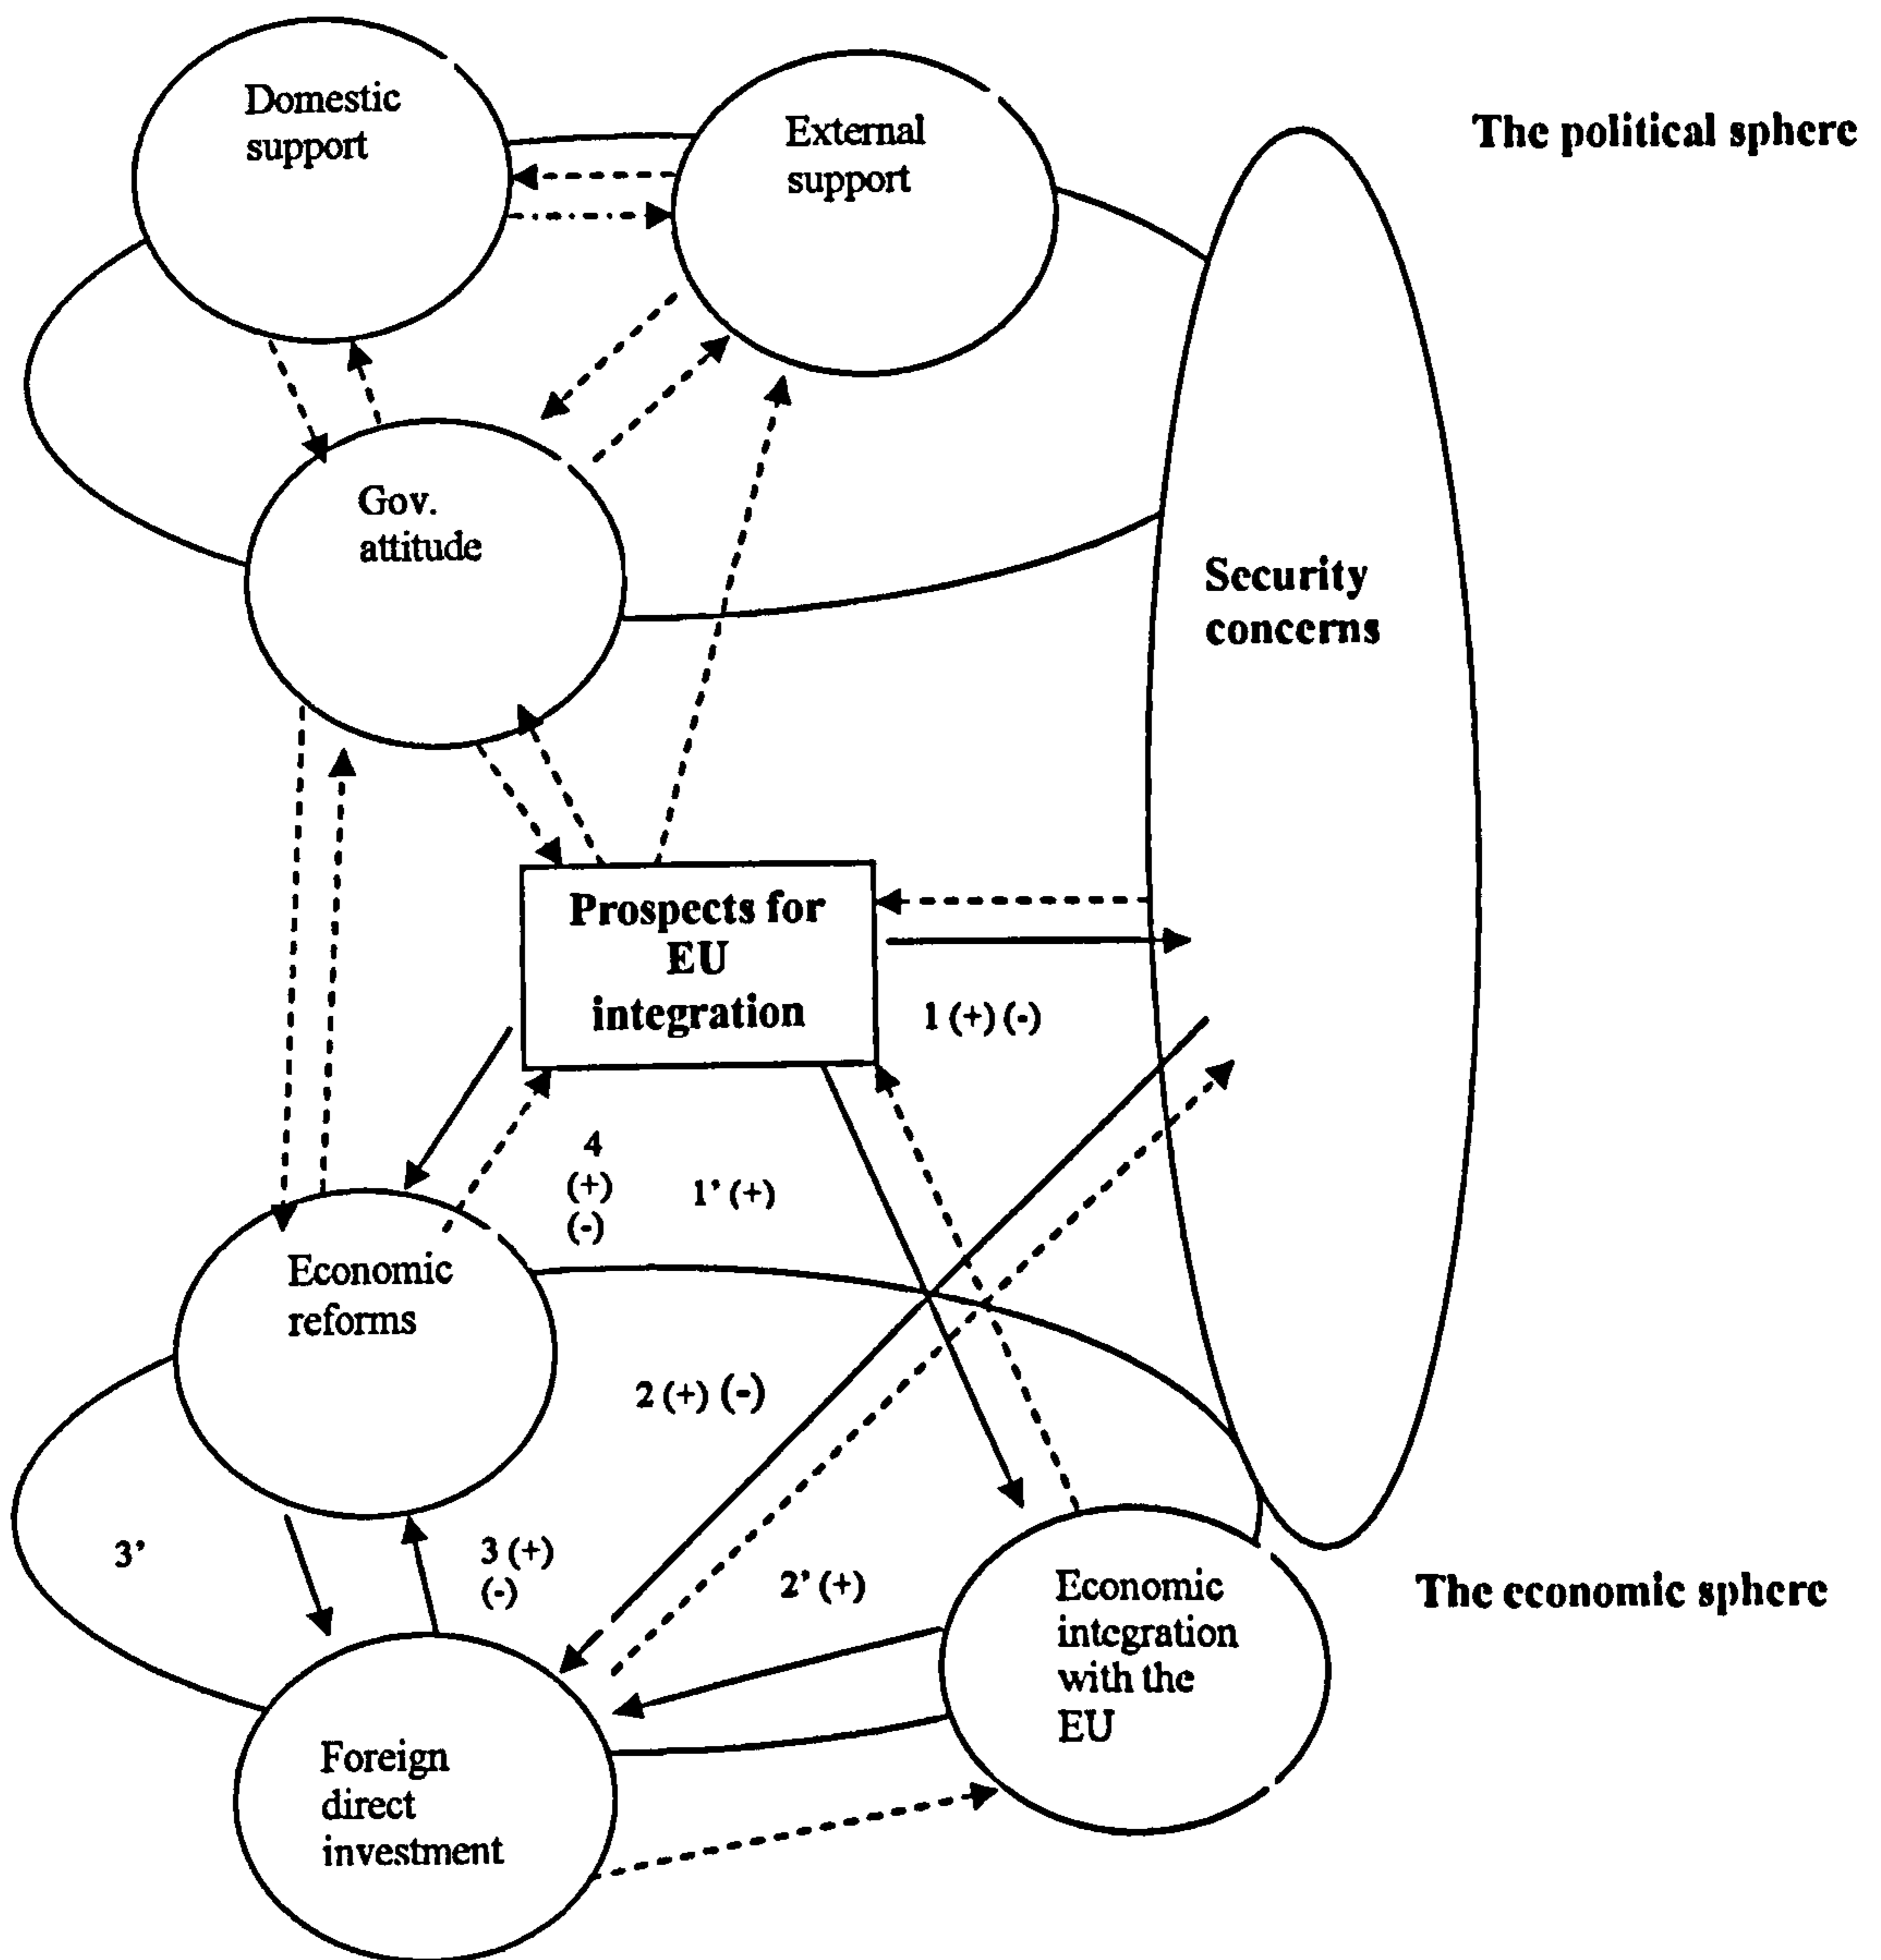 Domestic
support
External
support
The political sphere
Gov.
attitude
Security
concerns
Prospects for
EU
integration
1 (+) (-)
4
(+)
(-)
1’ (+)
Economic
reforms
2 (+) (-)
3’
3 (+)
(-)
2’ (+)
Economic
integration
with the
EU
The economic sphere
Foreign
direct
investment